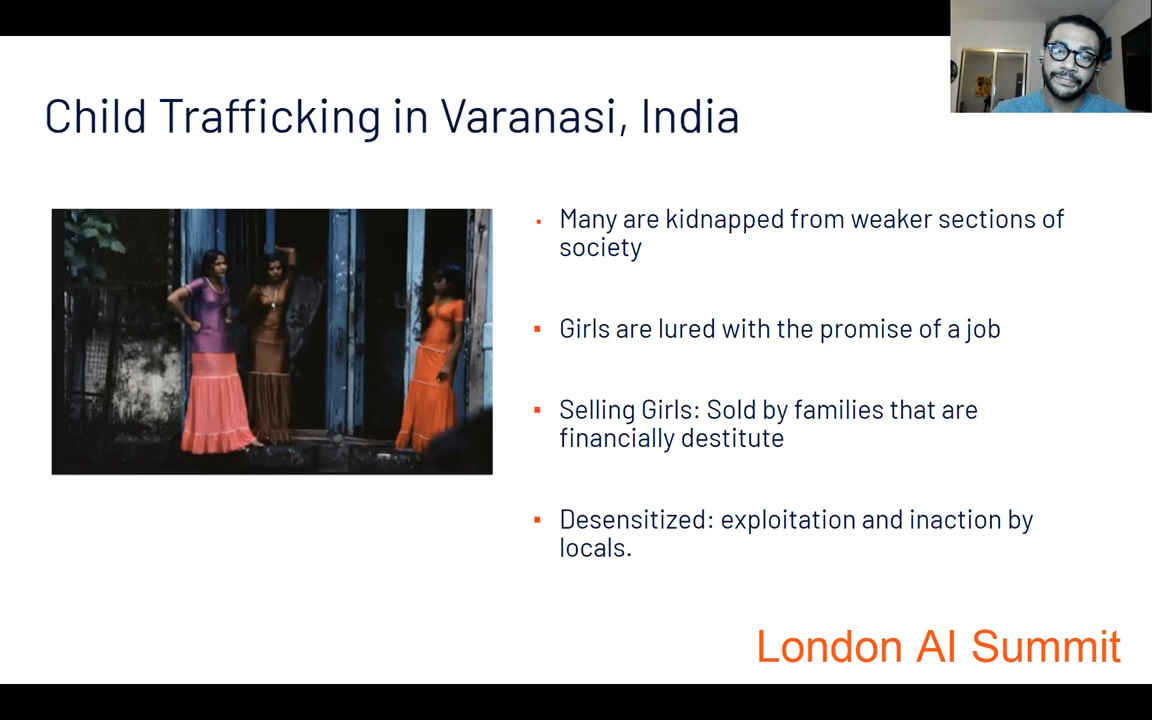 Child Trafficking in Varanasi, India
Many are kidnapped from weaker sections of
society
Girls are lured with the promise of a job
Selling Girls: Sold by families that are
financially destitute
Desensitized: exploitation and inaction by
locals.
London AI Summit